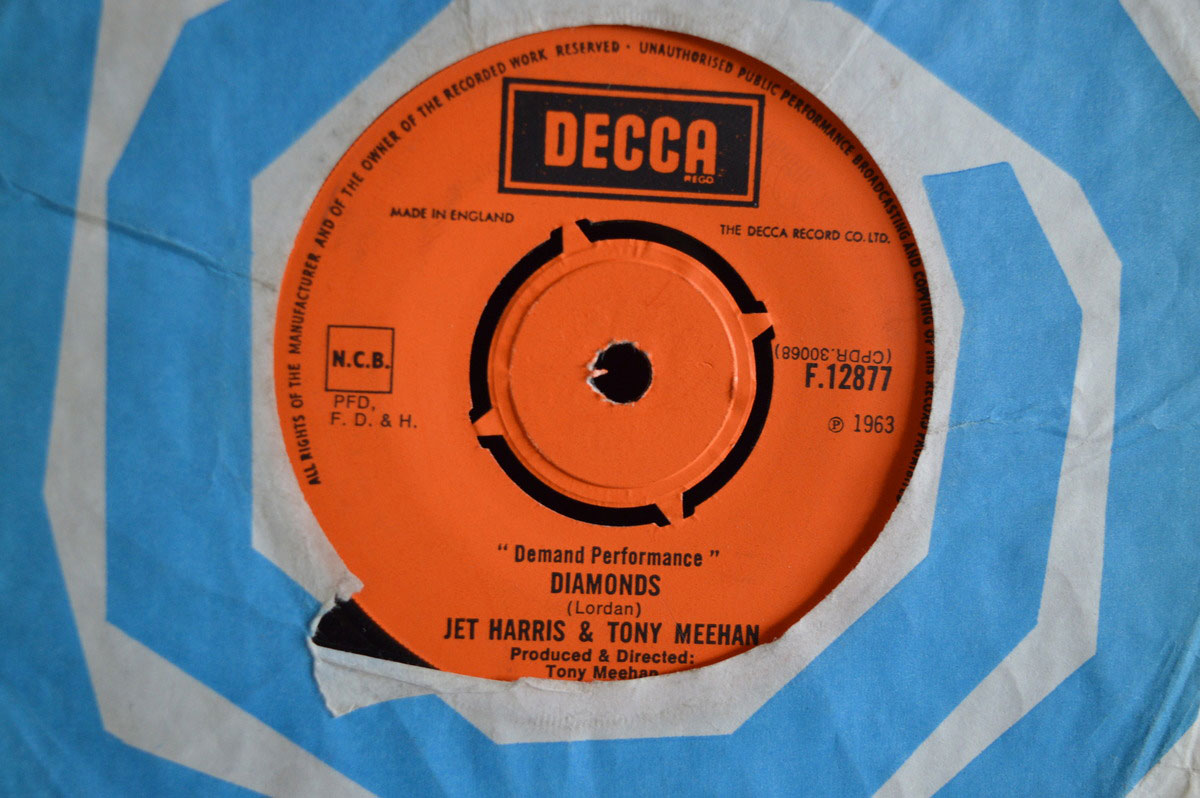 ALL RIGHTS OF THE MANUFACTURER AND OF THE OWNER OF THE RECORDED WORK RESERVED · UNAUTHORISED PUBLIC PERFORMANCE BROADCASTING AND COPYING OF THIS RECORD PROHIBITED
DECCA
REGD
MADE IN ENGLAND
THE DECCA RECORD CO. LTD.
N.C.B.
PFD,
F. D. & H.
(CPDR.30068)
F.12877
℗ 1963
" Demand Performance "
DIAMONDS
(Lordan)
JET HARRIS & TONY MEEHAN
Produced & Directed:
Tony Meehan